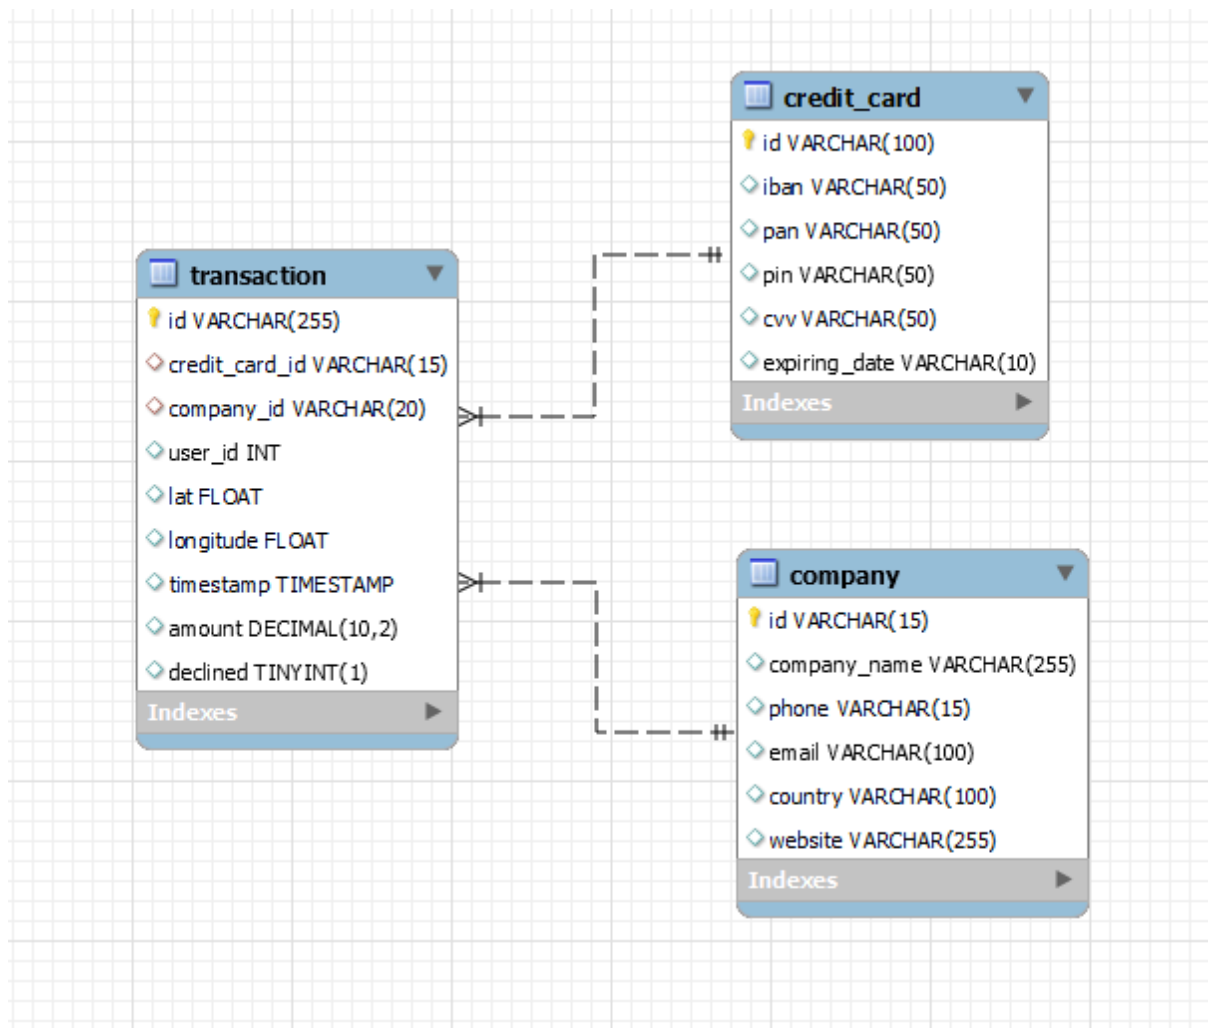 transaction
id VARCHAR(255)
credit_card_id VARCHAR(15)
company_id VARCHAR(20)
user_id INT
lat FLOAT
longitude FLOAT
timestamp TIMESTAMP
amount DECIMAL(10,2)
declined TINYINT(1)
Indexes
credit_card
id VARCHAR(100)
iban VARCHAR(50)
pan VARCHAR(50)
pin VARCHAR(50)
cvv VARCHAR(50)
expiring_date VARCHAR(10)
Indexes
company
id VARCHAR(15)
company_name VARCHAR(255)
phone VARCHAR(15)
email VARCHAR(100)
country VARCHAR(100)
website VARCHAR(255)
Indexes